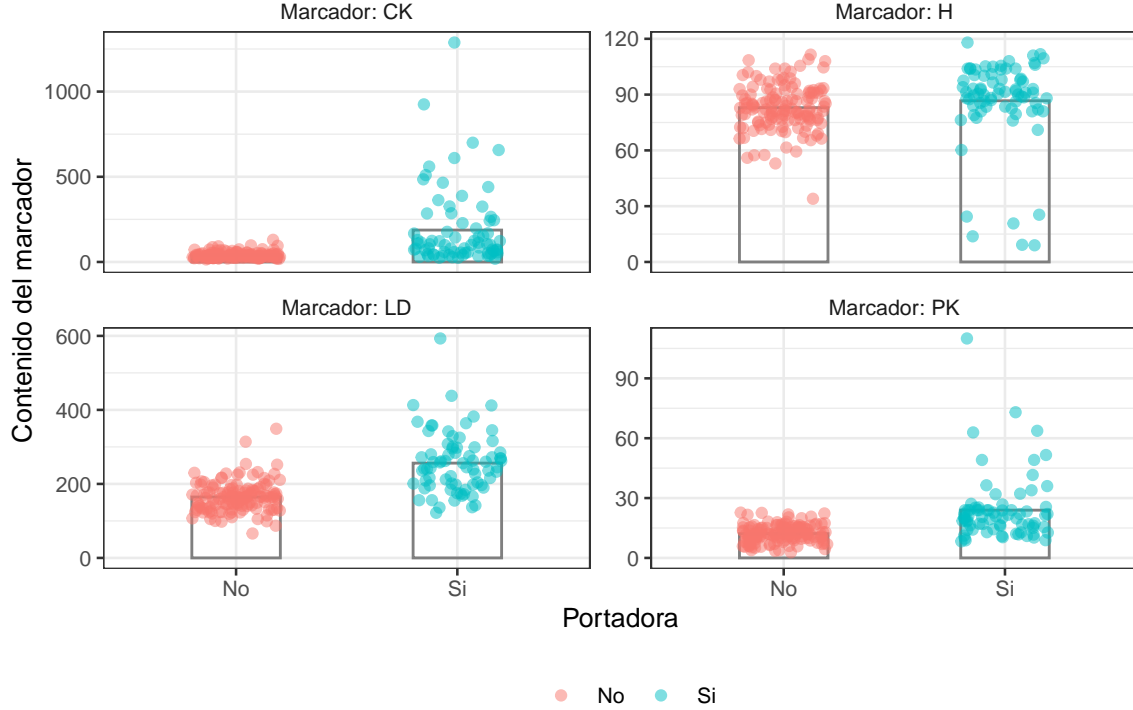 Marcador: CK
Marcador: H
1000
500
0
120
90
60
30
0
Marcador: LD
Marcador: PK
600
400
200
0
90
60
30
0
No
Si
No
Si
Contenido del marcador
Portadora
No
Si